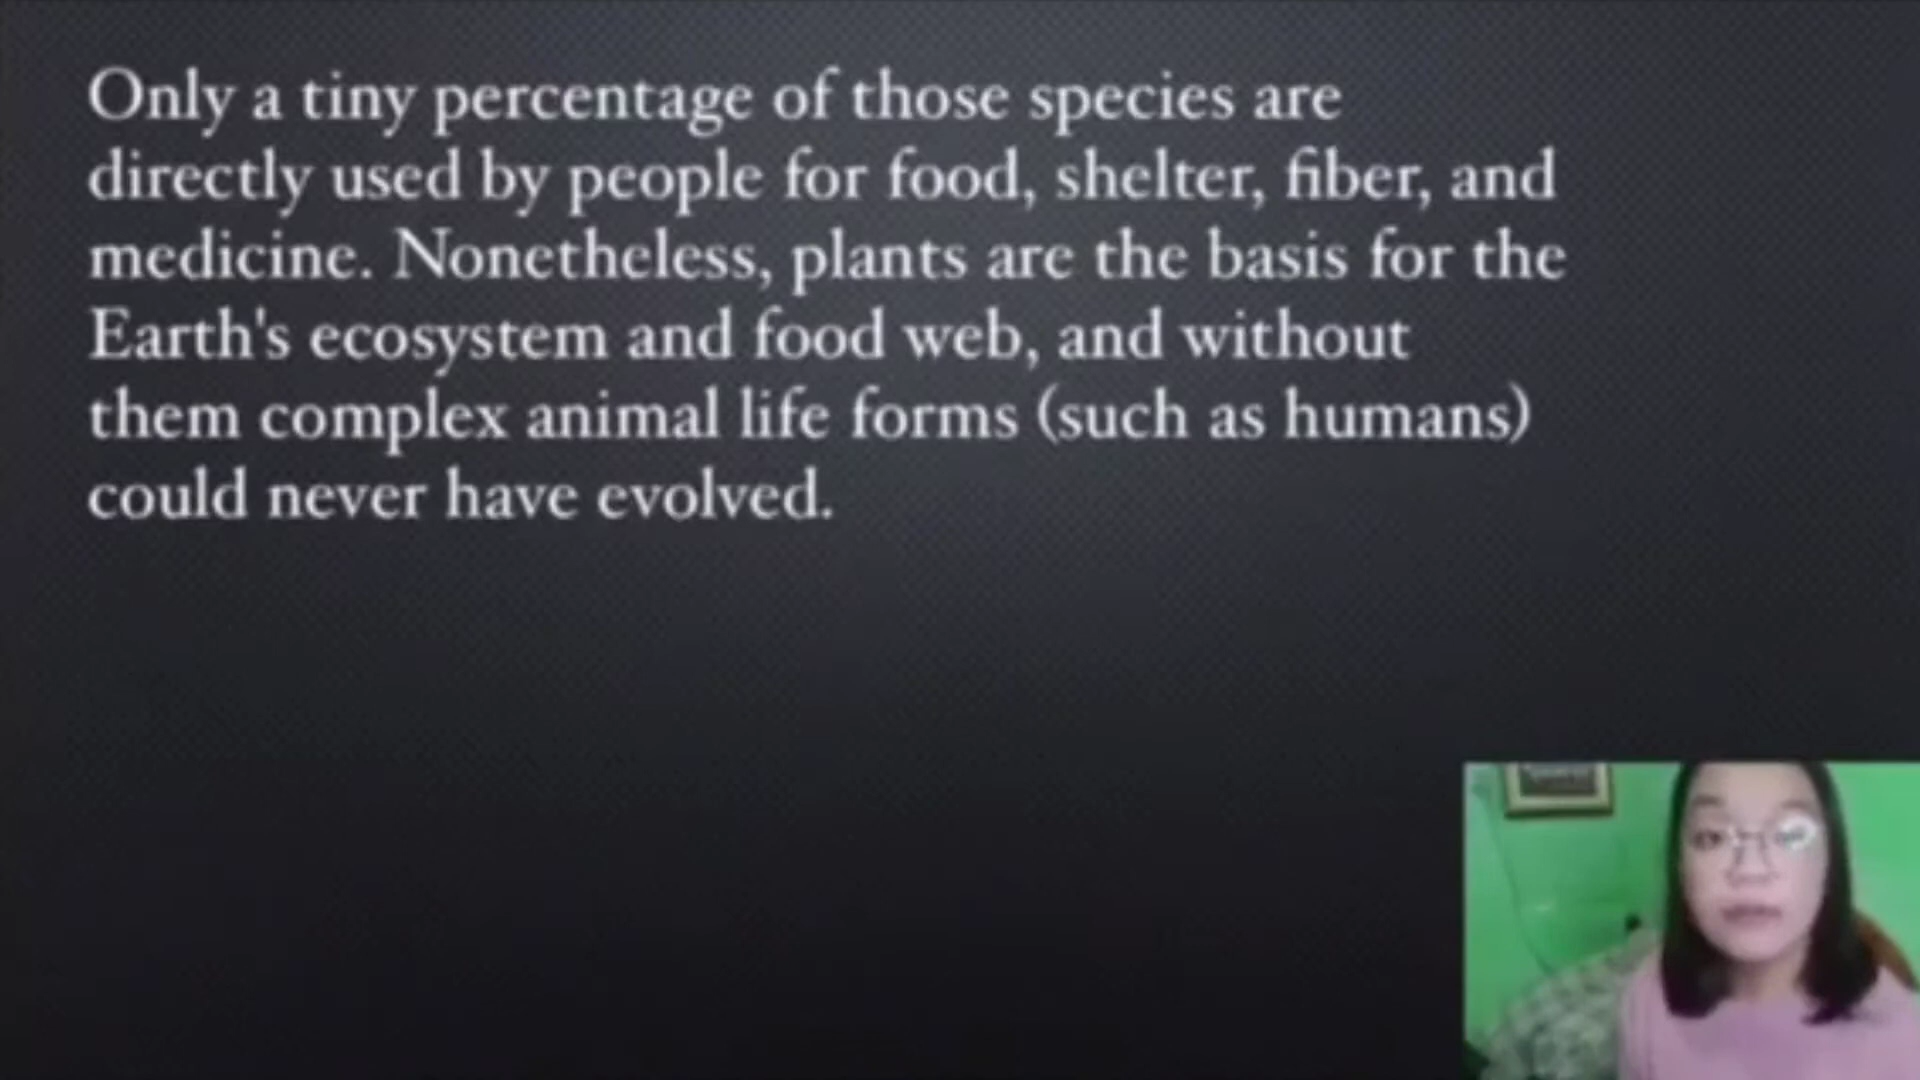 Only a tiny percentage of those species are
directly used by people for food, shelter, fiber, and
medicine. Nonetheless, plants are the basis for the
Earth's ecosystem and food web, and without
them complex animal life forms (such as humans)
could never have evolved.